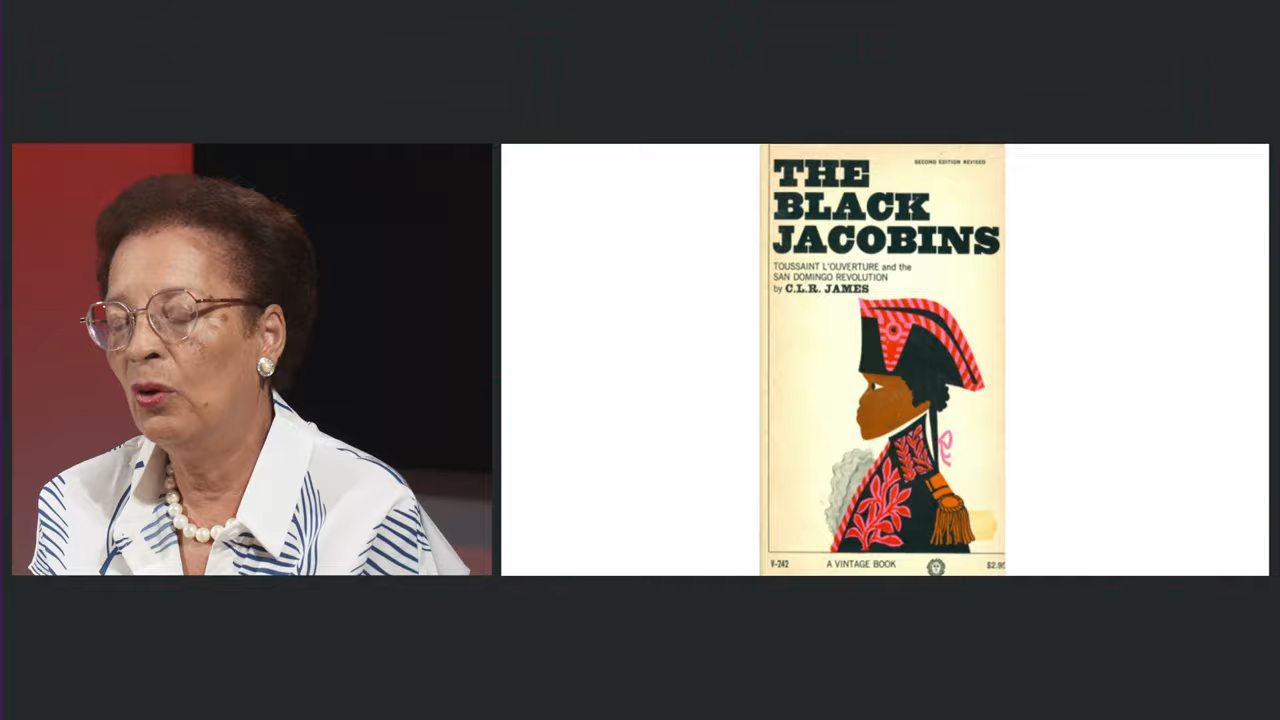 SECOND EDITION REVISED
THE
BLACK
JACOBINS
TOUSSAINT L'OUVERTURE and the
SAN DOMINGO REVOLUTION
by C.L.R. JAMES
V-242
A VINTAGE BOOK
$2.95